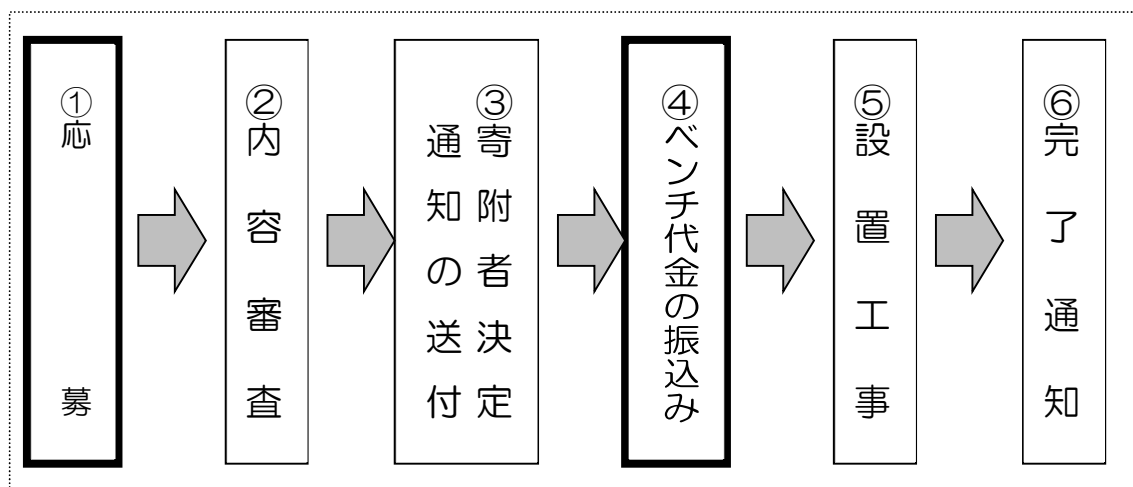 ①応募
②内容審査
③寄附者決定
通知の送付
④ベンチ代金の振込み
⑤設置工事
⑥完了通知